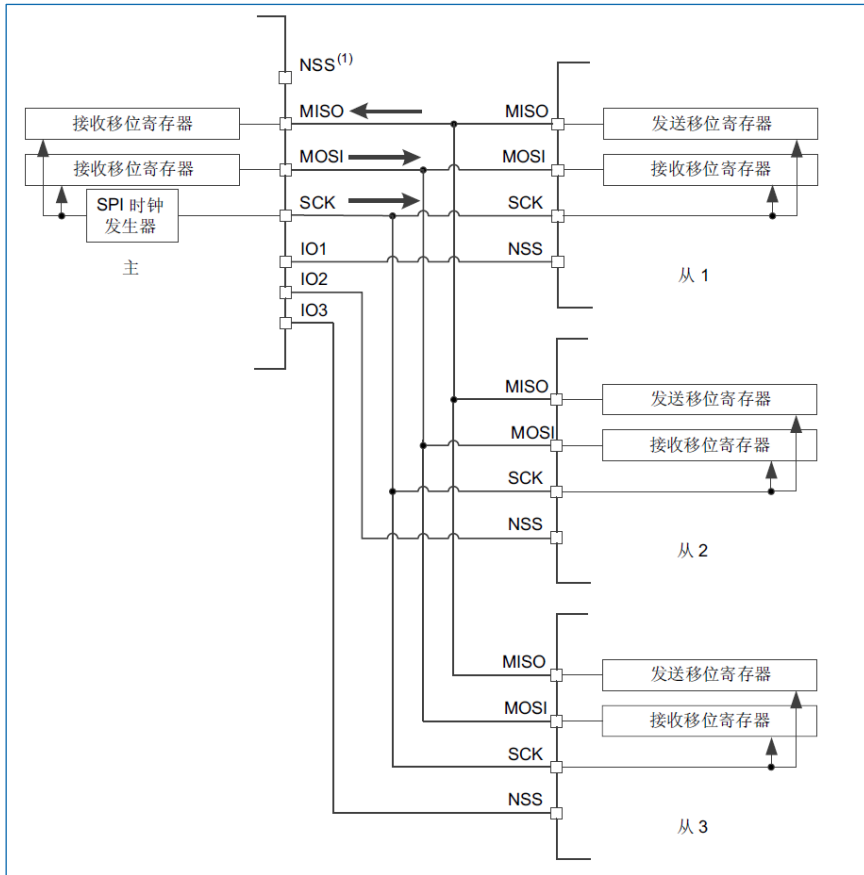 NSS(1)
MISO
MISO
接收移位寄存器
发送移位寄存器
MOSI
MOSI
接收移位寄存器
接收移位寄存器
SPI 时钟
发生器
SCK
SCK
主
IO1
NSS
IO2
IO3
从 1
MISO
发送移位寄存器
MOSI
接收移位寄存器
SCK
NSS
从 2
MISO
发送移位寄存器
MOSI
接收移位寄存器
SCK
NSS
从 3